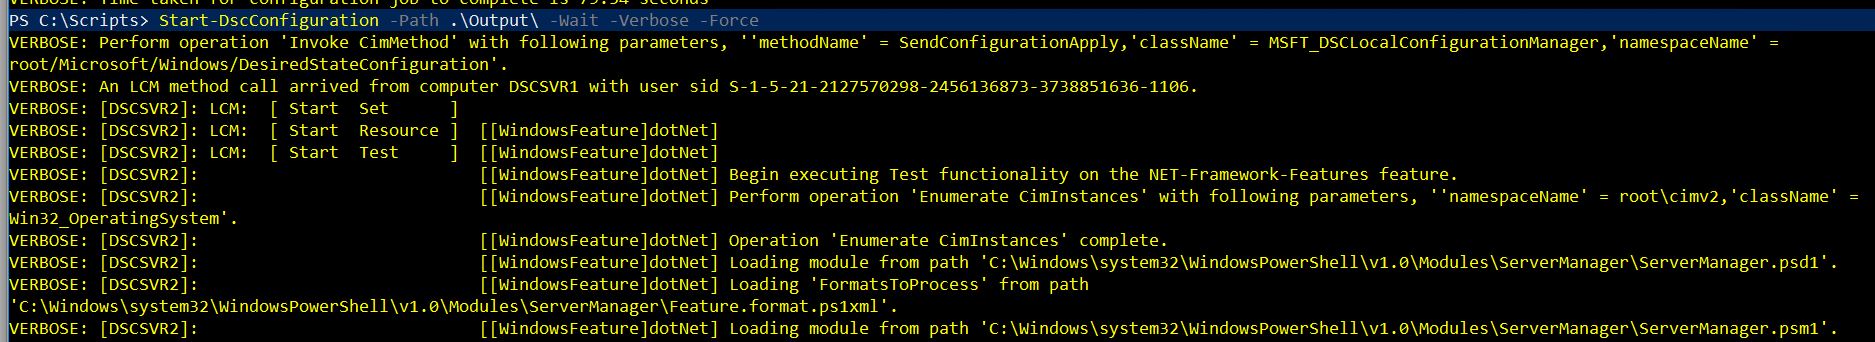 VERBOSE: Time taken for configuration job to complete is 79.54 seconds
PS C:\Scripts> Start-DscConfiguration -Path .\Output\ -Wait -Verbose -Force
VERBOSE: Perform operation 'Invoke CimMethod' with following parameters, ''methodName' = SendConfigurationApply,'className' = MSFT_DSCLocalConfigurationManager,'namespaceName' =
root/Microsoft/Windows/DesiredStateConfiguration'.
VERBOSE: An LCM method call arrived from computer DSCSVR1 with user sid S-1-5-21-2127570298-2456136873-3738851636-1106.
VERBOSE: [DSCSVR2]: LCM:  [ Start  Set      ]
VERBOSE: [DSCSVR2]: LCM:  [ Start  Resource ]  [[WindowsFeature]dotNet]
VERBOSE: [DSCSVR2]: LCM:  [ Start  Test     ]  [[WindowsFeature]dotNet]
VERBOSE: [DSCSVR2]:                            [[WindowsFeature]dotNet] Begin executing Test functionality on the NET-Framework-Features feature.
VERBOSE: [DSCSVR2]:                            [[WindowsFeature]dotNet] Perform operation 'Enumerate CimInstances' with following parameters, ''namespaceName' = root\cimv2,'className' =
Win32_OperatingSystem'.
VERBOSE: [DSCSVR2]:                            [[WindowsFeature]dotNet] Operation 'Enumerate CimInstances' complete.
VERBOSE: [DSCSVR2]:                            [[WindowsFeature]dotNet] Loading module from path 'C:\Windows\system32\WindowsPowerShell\v1.0\Modules\ServerManager\ServerManager.psd1'.
VERBOSE: [DSCSVR2]:                            [[WindowsFeature]dotNet] Loading 'FormatsToProcess' from path
'C:\Windows\system32\WindowsPowerShell\v1.0\Modules\ServerManager\Feature.format.ps1xml'.
VERBOSE: [DSCSVR2]:                            [[WindowsFeature]dotNet] Loading module from path 'C:\Windows\system32\WindowsPowerShell\v1.0\Modules\ServerManager\ServerManager.psm1'.